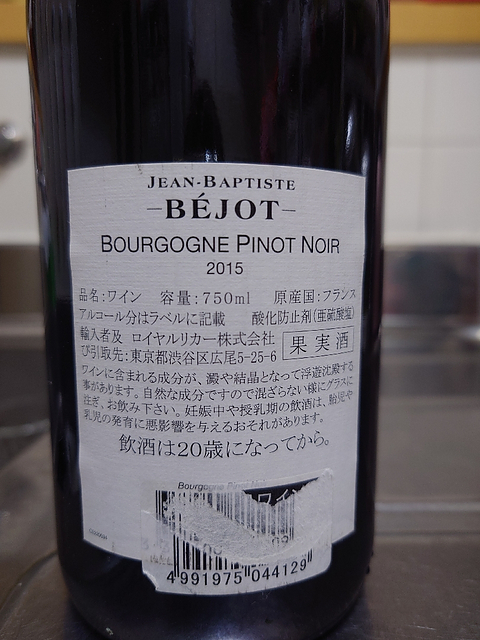 JEAN-BAPTISTE
-BÉJOT-
BOURGOGNE PINOT NOIR
2015
品名:ワイン 容量:750ml 原産国:フランス
アルコール分はラベルに記載 酸化防止剤(亜硫酸塩)
輸入者及 ロイヤルリカー株式会社 果実酒
び引取先:東京都渋谷区広尾5-25-6
ワインに含まれる成分が、澱や結晶となって浮遊沈殿する
事があります。自然な成分ですので混ざらない様にグラスに
注ぎ、お飲み下さい。妊娠中や授乳期の飲酒は、胎児や
乳児の発育に悪影響を与えるおそれがあります。
飲酒は20歳になってから。
Bourgogne Pinot
ワイン
4 991975 044129